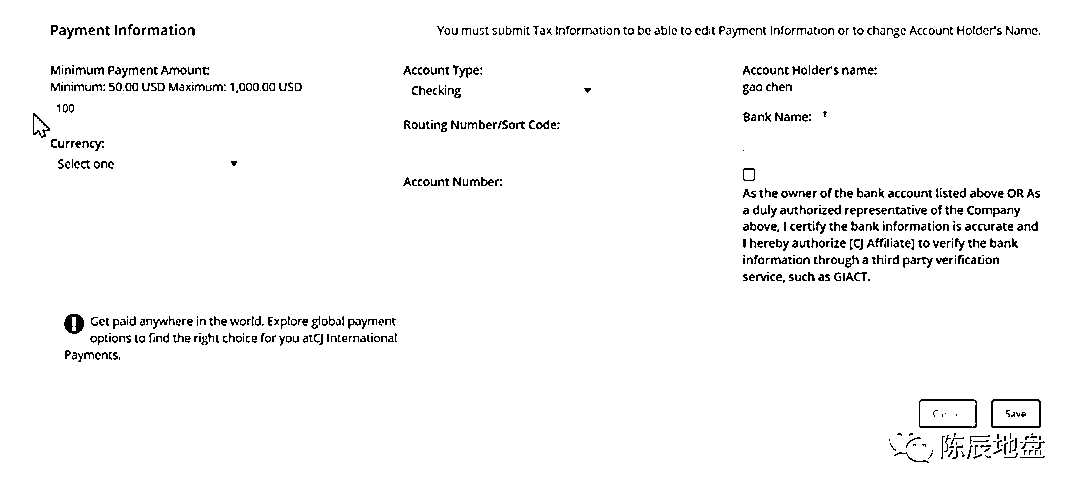 Payment Information
You must submit Tax Information to be able to edit Payment Information or to change Account Holder's Name.
Minimum Payment Amount:
Minimum: 50.00 USD Maximum: 1,000.00 USD
100
Currency:
Select one
Account Type:
Checking
Routing Number/Sort Code:
Account Number:
Account Holder's name:
gao chen
Bank Name:
As the owner of the bank account listed above OR As
a duly authorized representative of the Company
above, I certify the bank information is accurate and
I hereby authorize [CJ Affiliate] to verify the bank
information through a third party verification
service, such as GIACT.
Get paid anywhere in the world. Explore global payment
options to find the right choice for you atCJ International
Payments.
Save
陈辰地盘